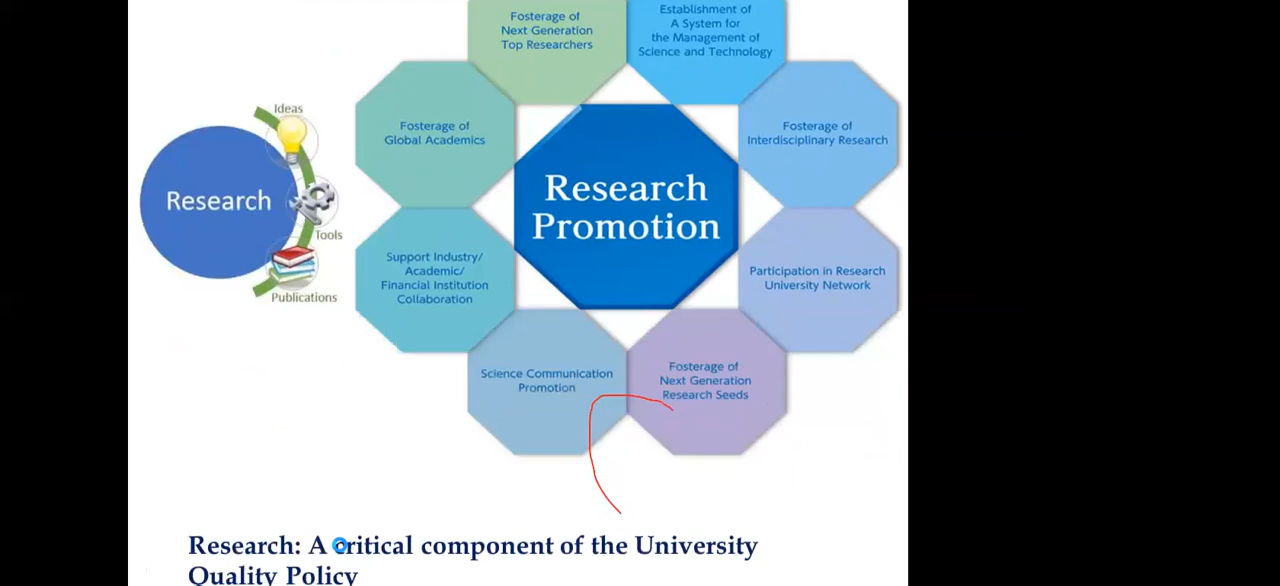 Fosterage of
Next Generation
Top Researchers
Establishment of
A System for
the Management of
Science and Technology
Ideas
Research
Tools
Publications
Fosterage of
Global Academics
Fosterage of
Interdisciplinary Research
Research
Promotion
Support Industry/
Academic/
Financial Institution
Collaboration
Participation in Research
University Network
Science Communication
Promotion
Fosterage of
Next Generation
Research Seeds
Research: A critical component of the University
Quality Policy